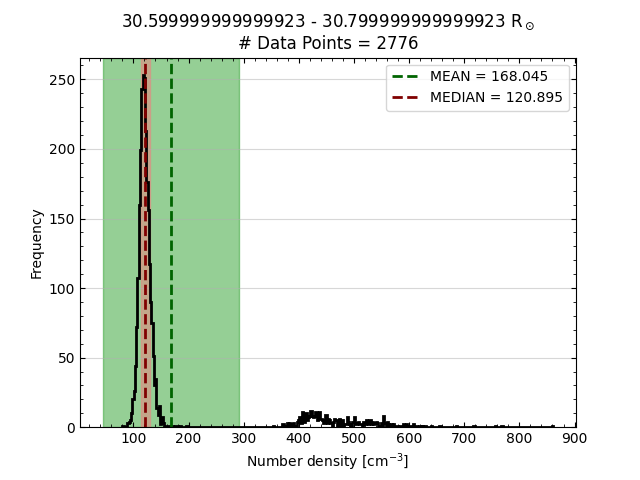 30.599999999999923 - 30.799999999999923 R⊙
# Data Points = 2776
MEAN = 168.045
MEDIAN = 120.895
Frequency
250
200
150
100
50
0
100 200 300 400 500 600 700 800 900
Number density [cm⁻³]